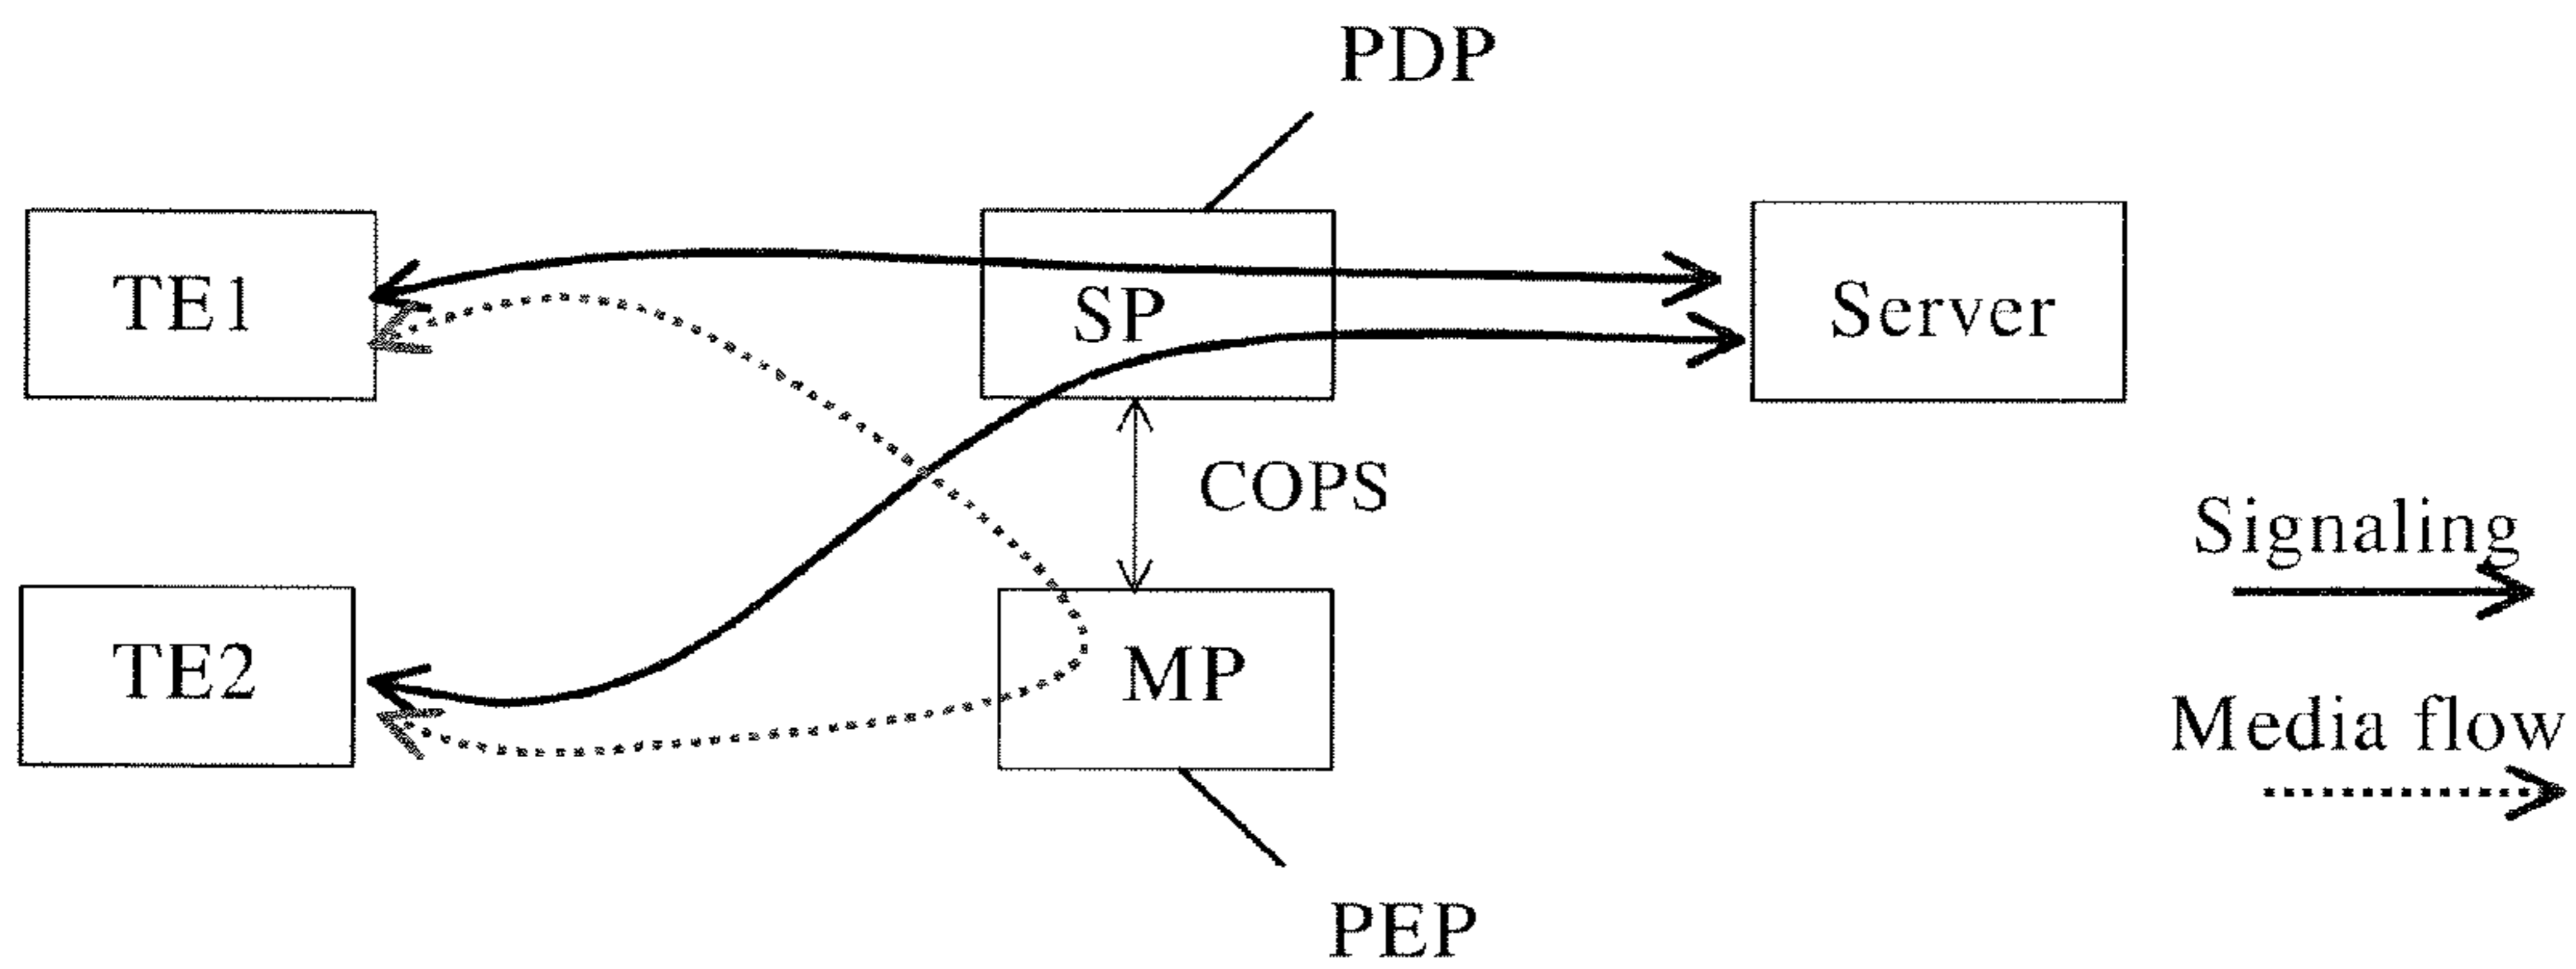 PDP
TE1
SP
Server
COPS
Signaling
TE2
MP
Media flow
PEP